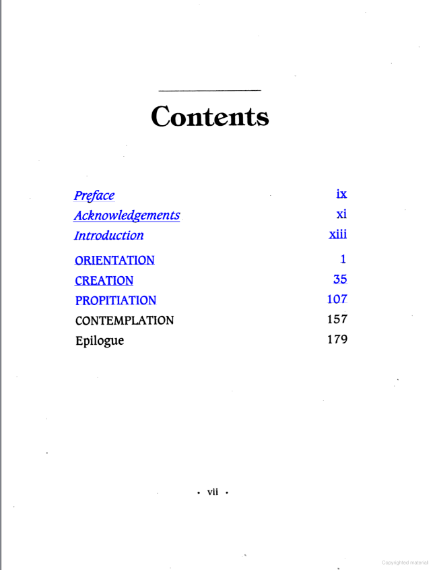 Contents
Preface ix
Acknowledgements xi
Introduction xiii
ORIENTATION 1
CREATION 35
PROPITIATION 107
CONTEMPLATION 157
Epilogue 179
• vii •
Copyrighted material